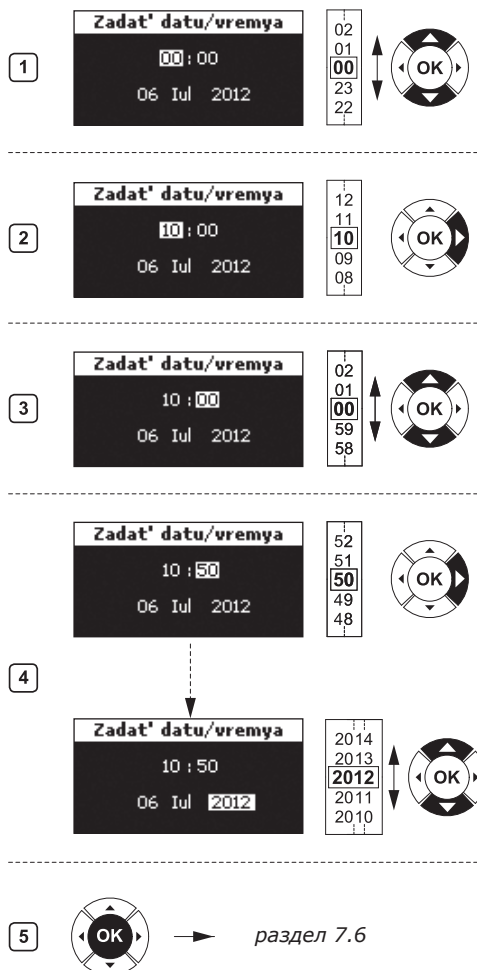 1
Zadat' datu/vremya
00 : 00
06 Iul 2012
02
01
00
23
22
OK
2
Zadat' datu/vremya
10 : 00
06 Iul 2012
12
11
10
09
08
OK
3
Zadat' datu/vremya
10 : 00
06 Iul 2012
02
01
00
59
58
OK
4
Zadat' datu/vremya
10 : 50
06 Iul 2012
52
51
50
49
48
OK
Zadat' datu/vremya
10 : 50
06 Iul 2012
2014
2013
2012
2011
2010
OK
5
OK
раздел 7.6